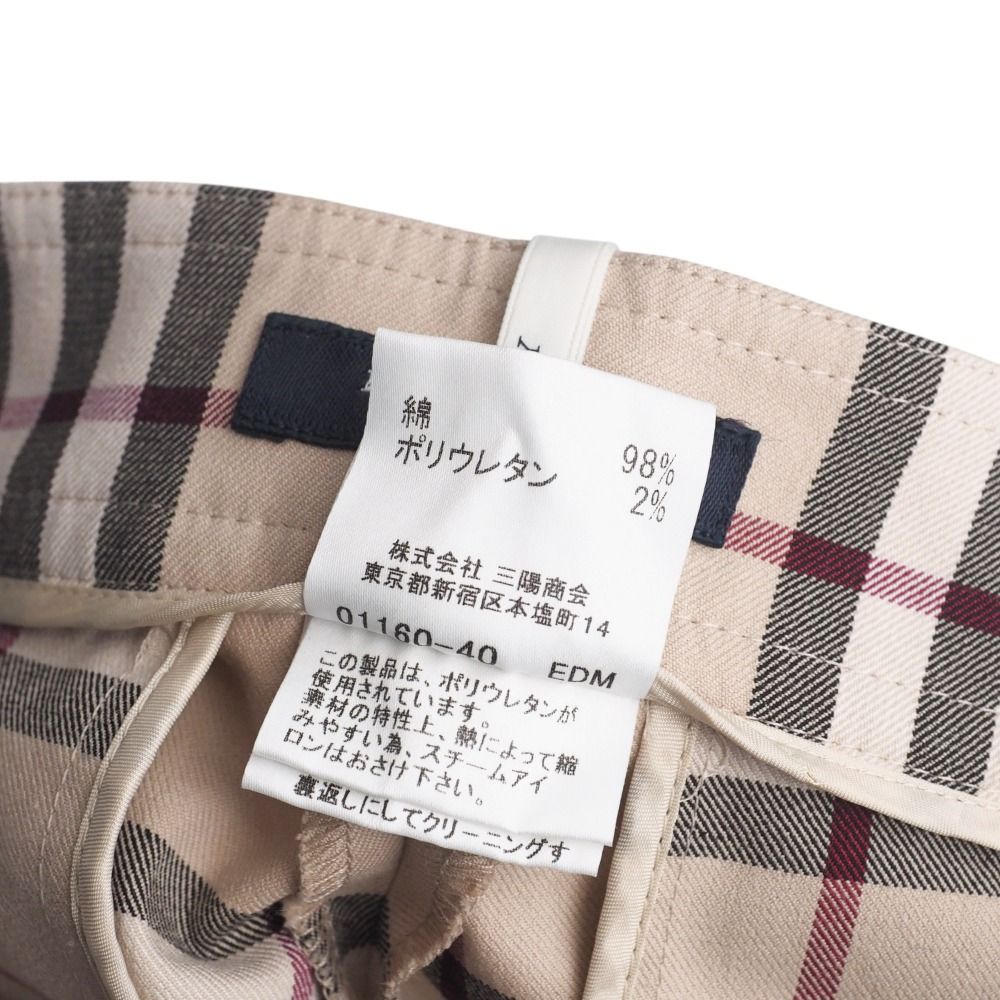 綿 98%
ポリウレタン 2%
株式会社 三陽商会
東京都新宿区本塩町14
01160-40 EDM
この製品は、ポリウレタンが
使用されています。
素材の特性上、熱によって縮
みやすい為、スチームアイ
ロンはおさけ下さい。
裏返しにしてクリーニングす